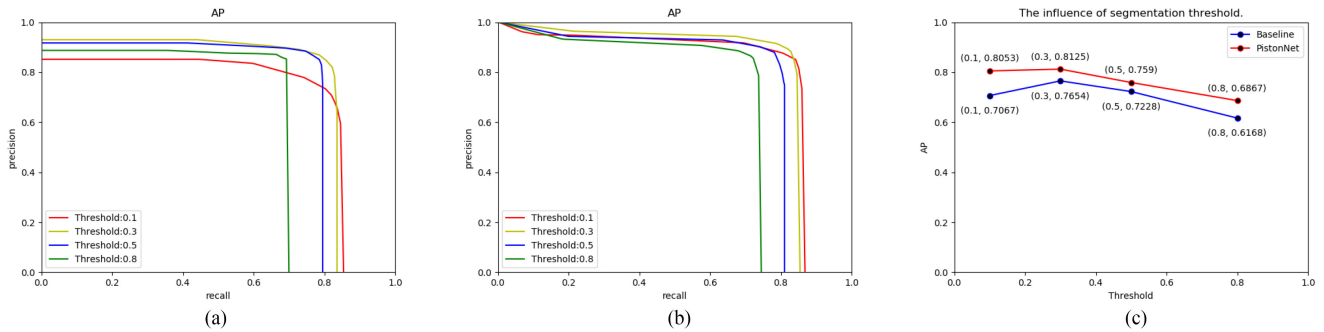 AP
1.0
0.8
0.6
0.4
0.2
0.0
precision
Threshold:0.1
Threshold:0.3
Threshold:0.5
Threshold:0.8
0.0 0.2 0.4 0.6 0.8 1.0
recall
(a)
AP
1.0
0.8
0.6
0.4
0.2
0.0
precision
Threshold:0.1
Threshold:0.3
Threshold:0.5
Threshold:0.8
0.0 0.2 0.4 0.6 0.8 1.0
recall
(b)
The influence of segmentation threshold.
Baseline
PistonNet
1.0
0.8
0.6
0.4
0.2
0.0
AP
(0.1, 0.8053)
(0.3, 0.8125)
(0.5, 0.759)
(0.8, 0.6867)
(0.1, 0.7067)
(0.3, 0.7654)
(0.5, 0.7228)
(0.8, 0.6168)
0.0 0.2 0.4 0.6 0.8 1.0
Threshold
(c)